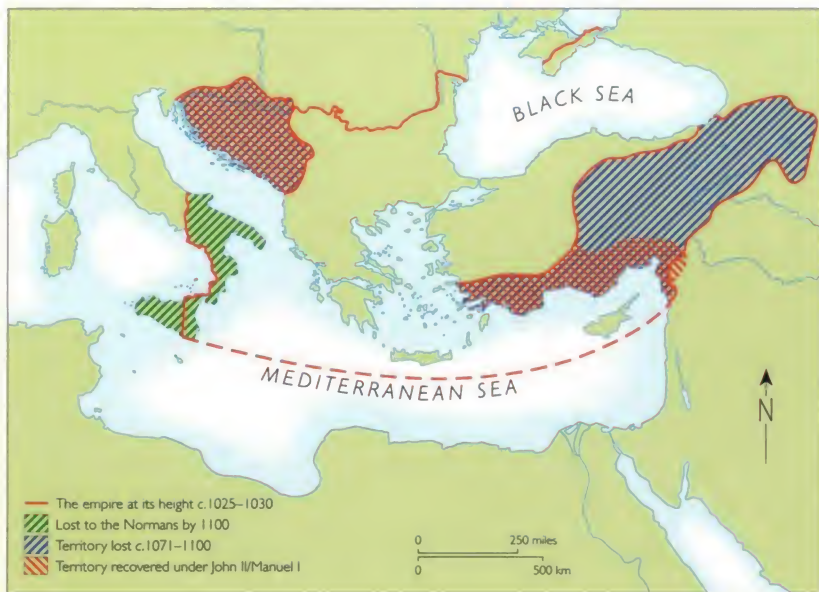 BLACK SEA
MEDITERRANEAN SEA
N
The empire at its height c.1025–1030
Lost to the Normans by 1100
Territory lost c.1071–1100
Territory recovered under John II/Manuel I
0 250 miles
0 500 km